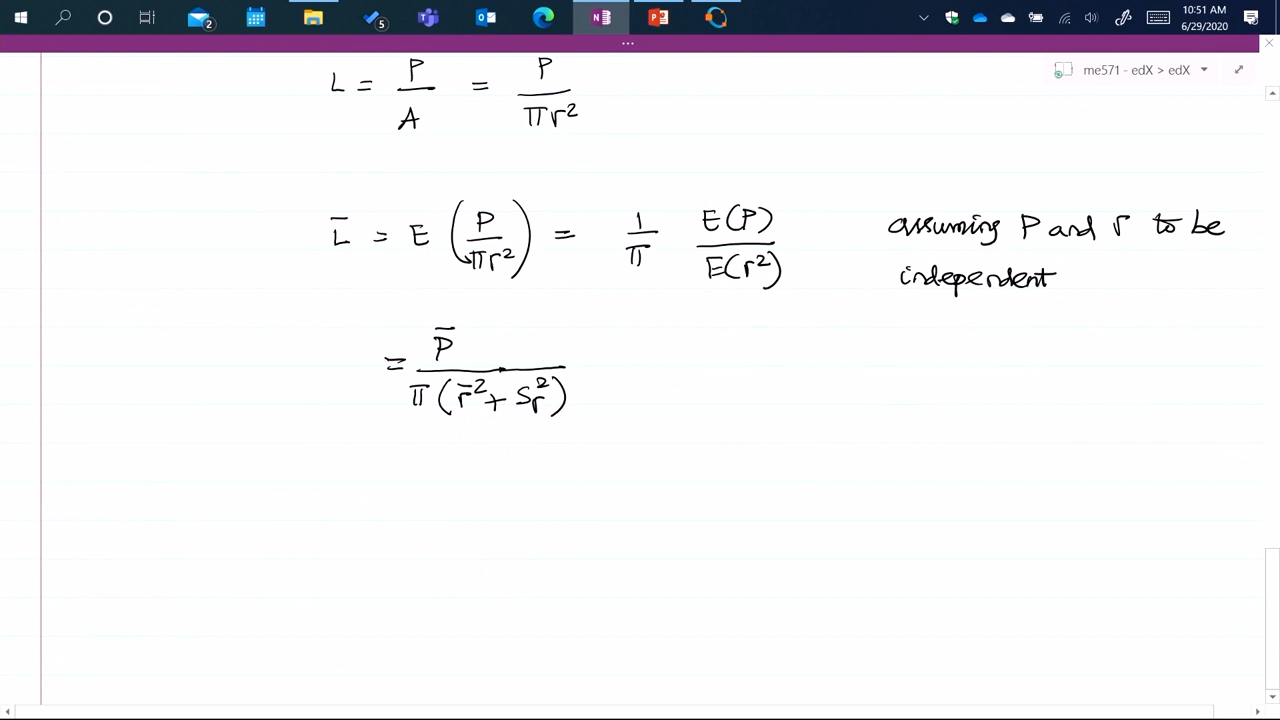 2
5
10:51 AM
6/29/2020
me571 - edX > edX
L = P/A = P/πr²
L̄ = E (P/πr²) = 1/π E(P)/E(r²) assuming P and r to be
independent
= P̄/π(r̄² + Sr²)